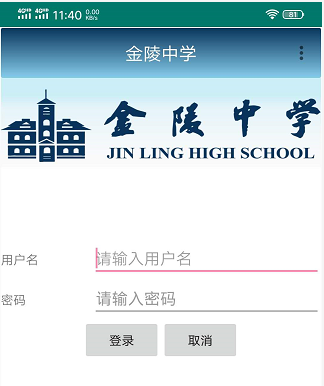 4G 4G 11:40 0.00 KB/s 81
金陵中学
金陵中学
JIN LING HIGH SCHOOL
用户名 请输入用户名
密码 请输入密码
登录 取消